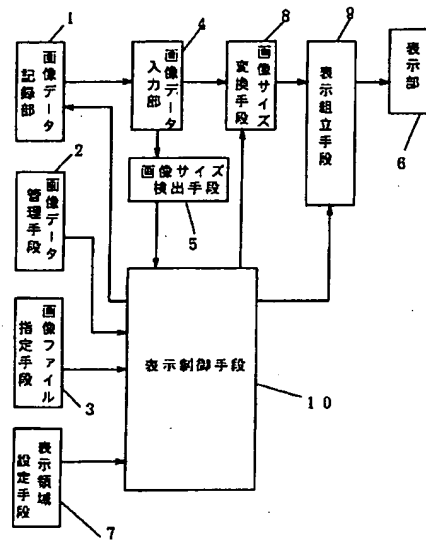 1
画像データ
記録部
4
画像データ
入力部
8
画像サイズ
変換手段
9
表示組立手段
表示部
6
2
画像データ
管理手段
画像サイズ
検出手段
5
画像ファイル
指定手段
3
表示制御手段
10
表示領域
設定手段
7